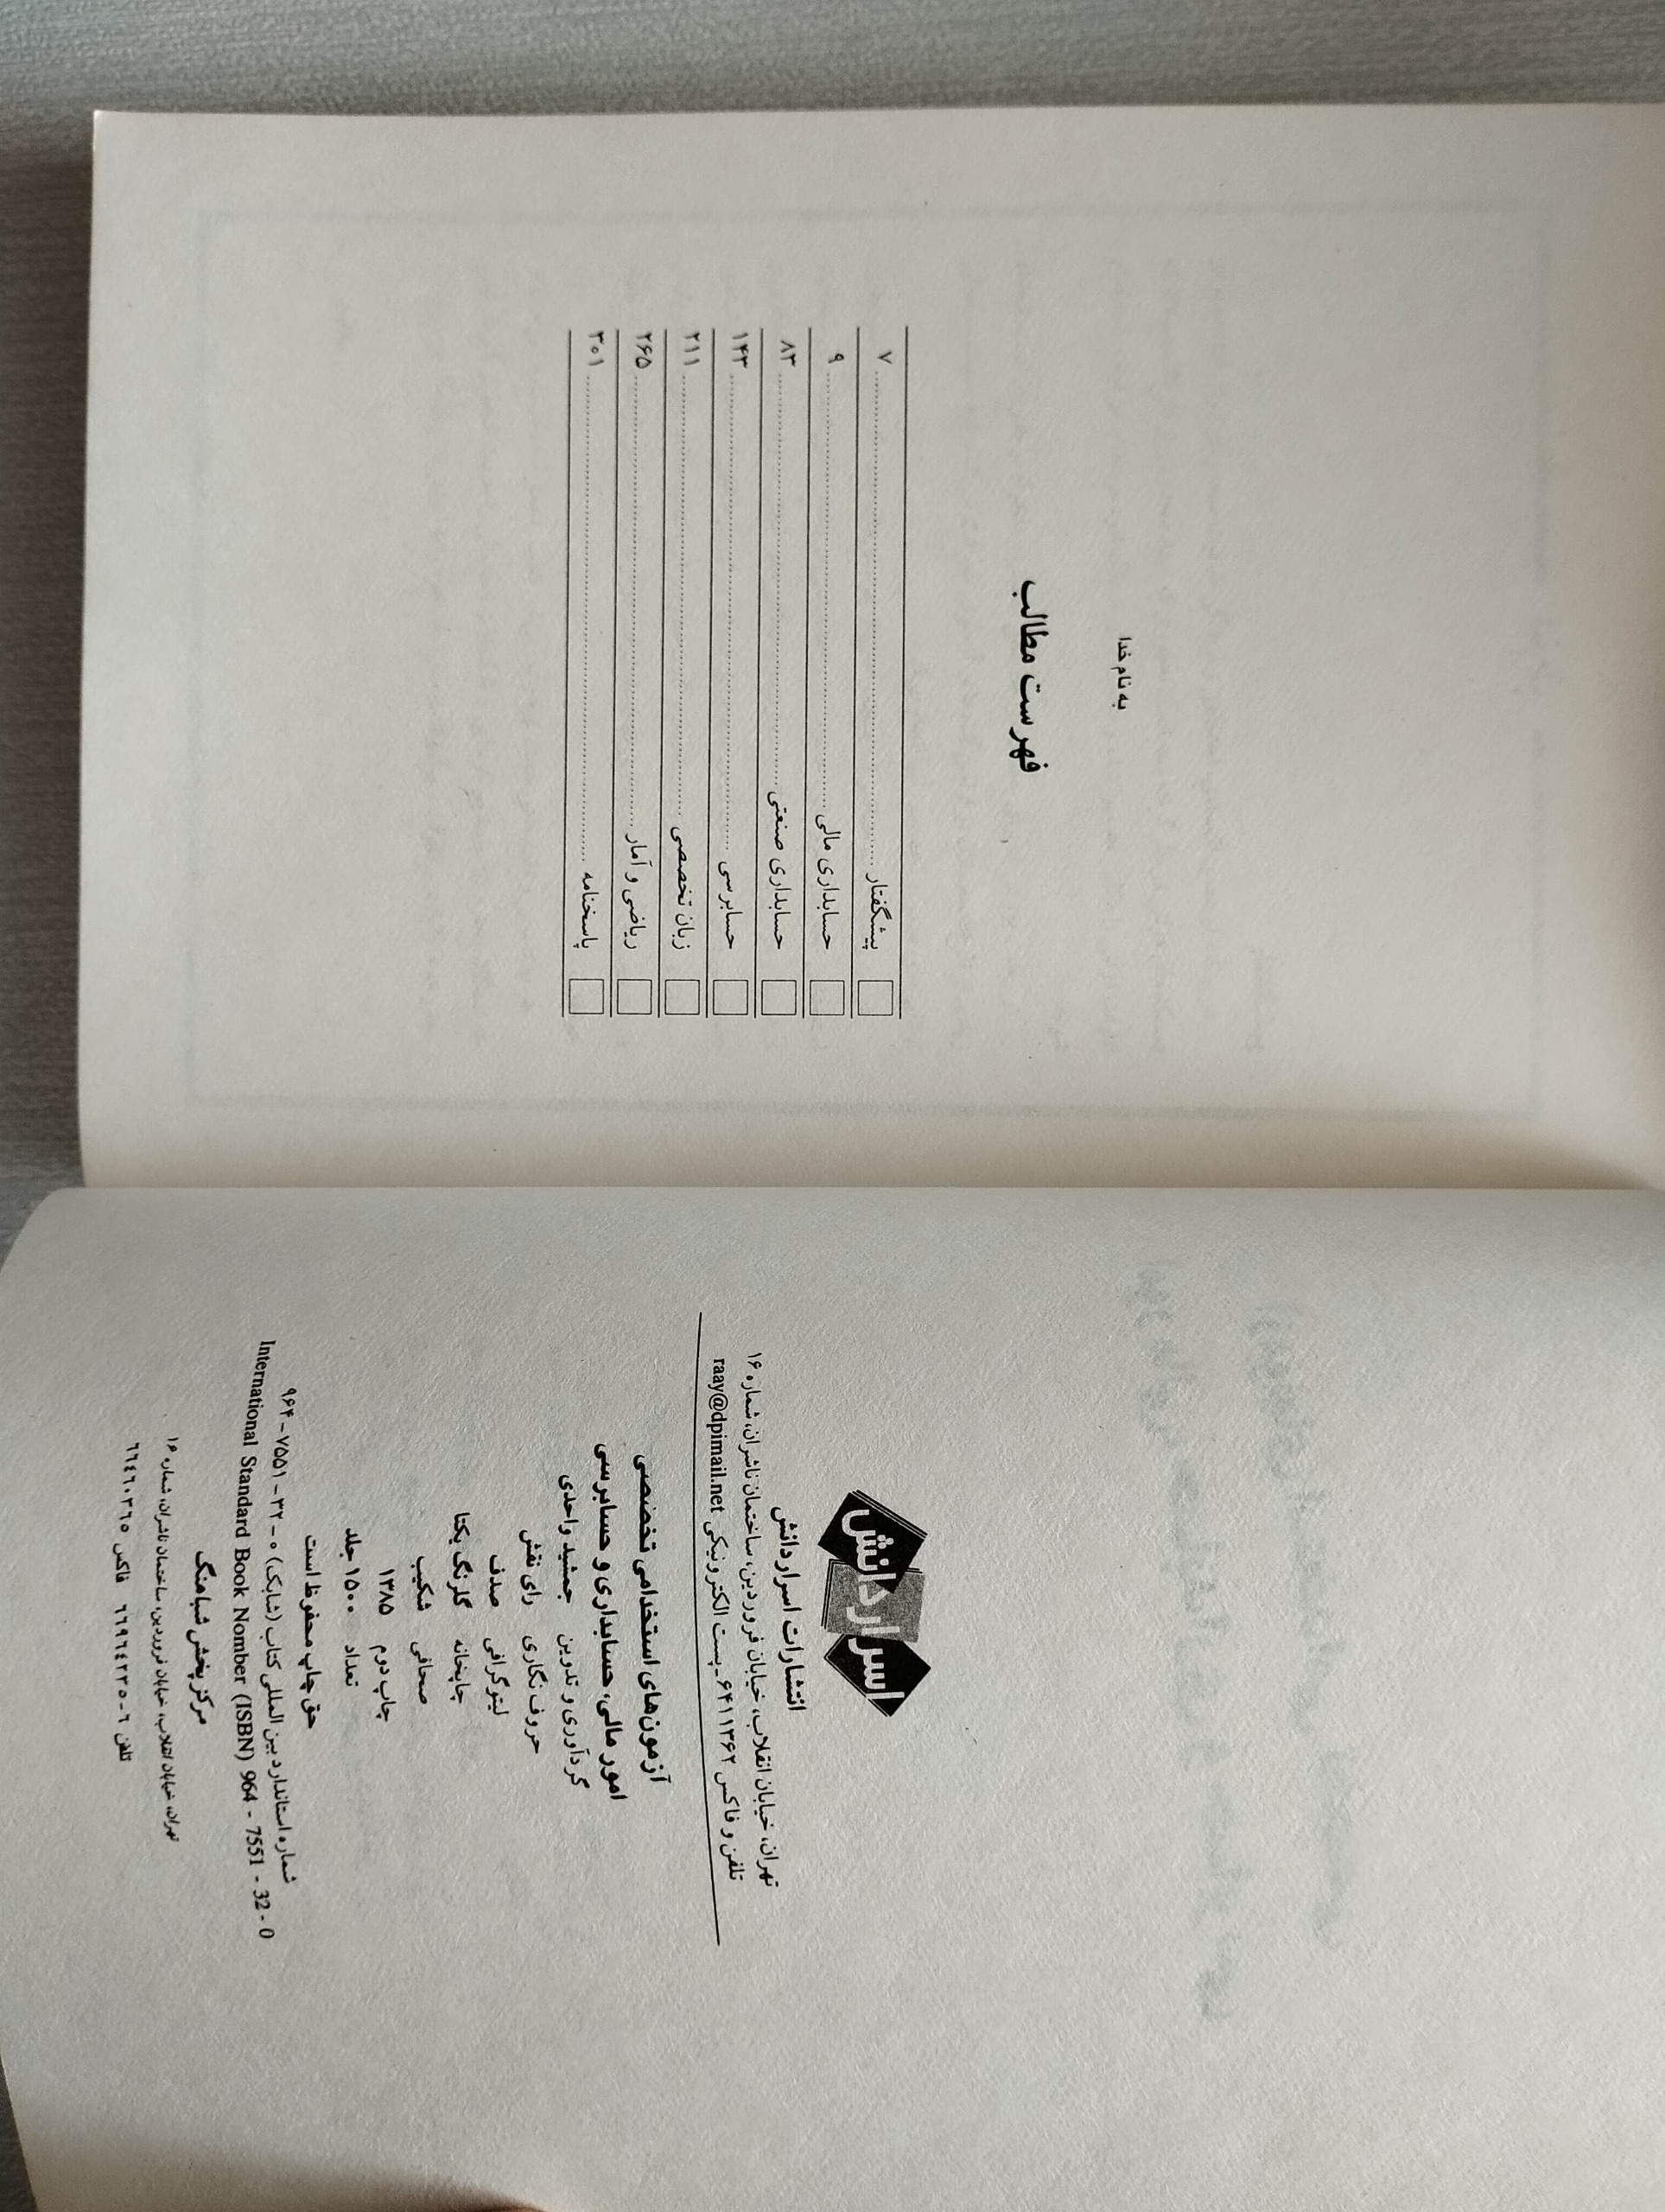 اسرار دانش
انتشارات اسرار دانش
تهران، خیابان انقلاب، خیابان فروردین، ساختمان ناشران، شماره ۱۶
تلفن و فاکس ۶۴۱۱۳۶۲ - پست الکترونیکی raay@dpimail.net
آزمون‌های استخدامی تخصصی
امور مالی، حسابداری و حسابرسی
گردآوری و تدوین جمشید واحدی
حروف نگاری رای نقش
لیتوگرافی صدف
چاپخانه گلرنگ یکتا
صحافی شکیب
چاپ دوم ۱۳۸۵
تعداد ۱۵۰۰ جلد
حق چاپ محفوظ است
شماره استاندارد بین المللی کتاب (شابک) ۰ - ۳۲ - ۷۵۵۱ - ۹۶۴
International Standard Book Nomber (ISBN) 964 - 7551 - 32 - 0
مرکز پخش شباهنگ
تهران، خیابان انقلاب، خیابان فروردین، ساختمان ناشران، شماره ۱۶
تلفن ٦ - ٦٦٩٦٤٢٣٥ فاکس ٦٦٤٦٠٣٦٥
به نام خدا
فهرست مطالب
پیشگفتار ........ ۷
حسابداری مالی ........ ۹
حسابداری صنعتی ........ ۸۳
حسابرسی ........ ۱۴۳
زبان تخصصی ........ ۲۱۱
ریاضی و آمار ........ ۲۶۵
پاسخنامه ........ ۳۰۱